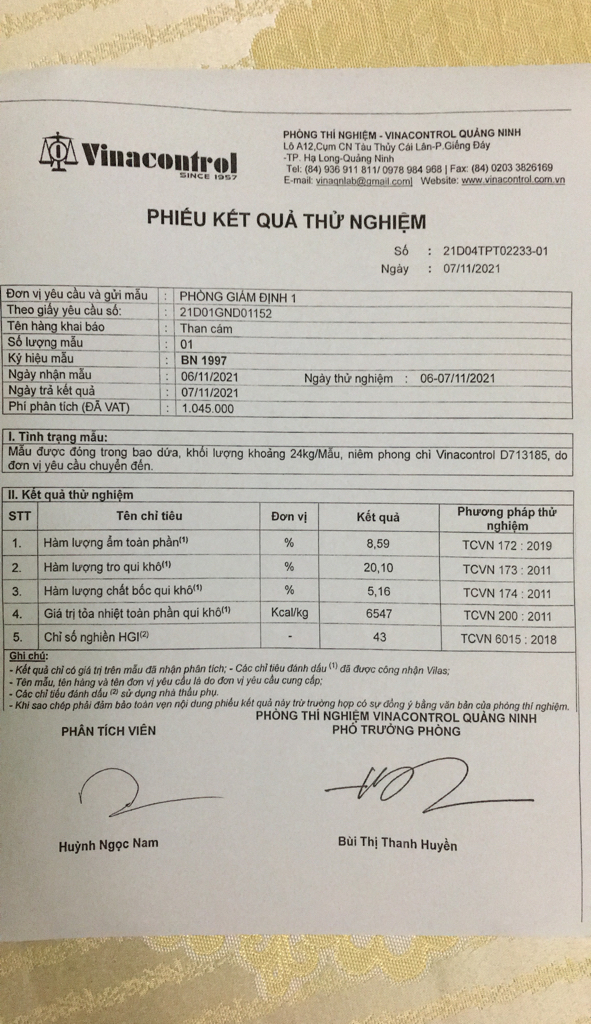 Vinacontrol
SINCE 1957
PHÒNG THÍ NGHIỆM - VINACONTROL QUẢNG NINH
Lô A12,Cụm CN Tàu Thủy Cái Lân-P.Giếng Đáy
-TP. Hạ Long-Quảng Ninh
Tel: (84) 936 911 811/ 0978 984 968 | Fax: (84) 0203 3826169
E-mail: vinaqnlab@gmail.com| Website: www.vinacontrol.com.vn
PHIẾU KẾT QUẢ THỬ NGHIỆM
Số : 21D04TPT02233-01
Ngày : 07/11/2021
Đơn vị yêu cầu và gửi mẫu : PHÒNG GIÁM ĐỊNH 1
Theo giấy yêu cầu số: : 21D01GND01152
Tên hàng khai báo : Than cám
Số lượng mẫu : 01
Ký hiệu mẫu : BN 1997
Ngày nhận mẫu : 06/11/2021 Ngày thử nghiệm : 06-07/11/2021
Ngày trả kết quả : 07/11/2021
Phí phân tích (ĐÃ VAT) : 1.045.000
I. Tình trạng mẫu:
Mẫu được đóng trong bao dứa, khối lượng khoảng 24kg/Mẫu, niêm phong chì Vinacontrol D713185, do
đơn vị yêu cầu chuyển đến.
II. Kết quả thử nghiệm
STT Tên chỉ tiêu Đơn vị Kết quả Phương pháp thử nghiệm
1. Hàm lượng ẩm toàn phần(1) % 8,59 TCVN 172 : 2019
2. Hàm lượng tro qui khô(1) % 20,10 TCVN 173 : 2011
3. Hàm lượng chất bốc qui khô(1) % 5,16 TCVN 174 : 2011
4. Giá trị tỏa nhiệt toàn phần qui khô(1) Kcal/kg 6547 TCVN 200 : 2011
5. Chỉ số nghiền HGI(2) - 43 TCVN 6015 : 2018
Ghi chú:
- Kết quả chỉ có giá trị trên mẫu đã nhận phân tích; - Các chỉ tiêu đánh dấu (1) đã được công nhận Vilas;
- Tên mẫu, tên hàng và tên đơn vị yêu cầu là do đơn vị yêu cầu cung cấp;
- Các chỉ tiêu đánh dấu (2) sử dụng nhà thầu phụ.
- Khi sao chép phải đảm bảo toàn vẹn nội dung phiếu kết quả này trừ trường hợp có sự đồng ý bằng văn bản của phòng thí nghiệm.
PHÒNG THÍ NGHIỆM VINACONTROL QUẢNG NINH
PHÂN TÍCH VIÊN PHÓ TRƯỞNG PHÒNG
Huỳnh Ngọc Nam Bùi Thị Thanh Huyền